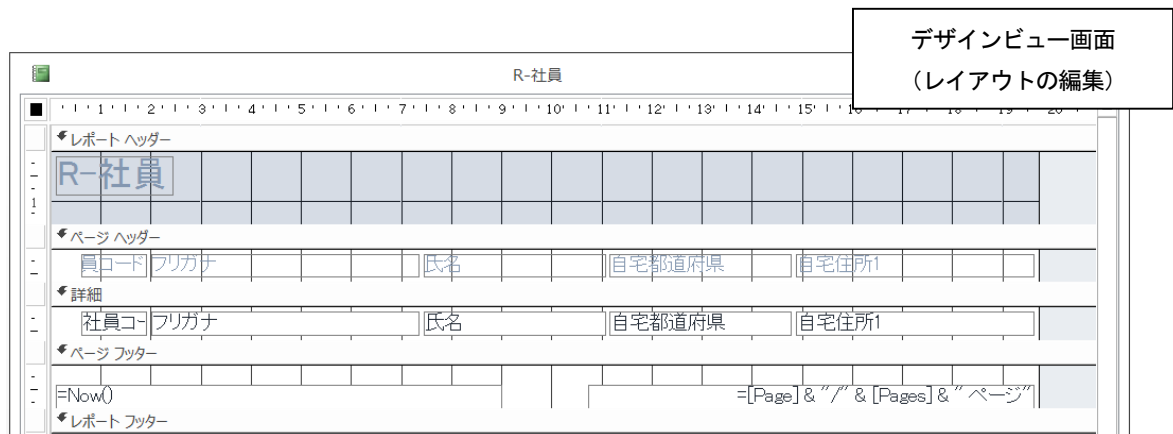 デザインビュー画面
（レイアウトの編集）
R-社員
1 2 3 4 5 6 7 8 9 10 11 12 13 14 15 16 17 18 19 20
レポート ヘッダー
R-社員
1
ページ ヘッダー
員コード フリガナ 氏名 自宅都道府県 自宅住所1
詳細
社員コー フリガナ 氏名 自宅都道府県 自宅住所1
ページ フッター
=Now() =[Page] & "/" & [Pages] & " ページ"
レポート フッター